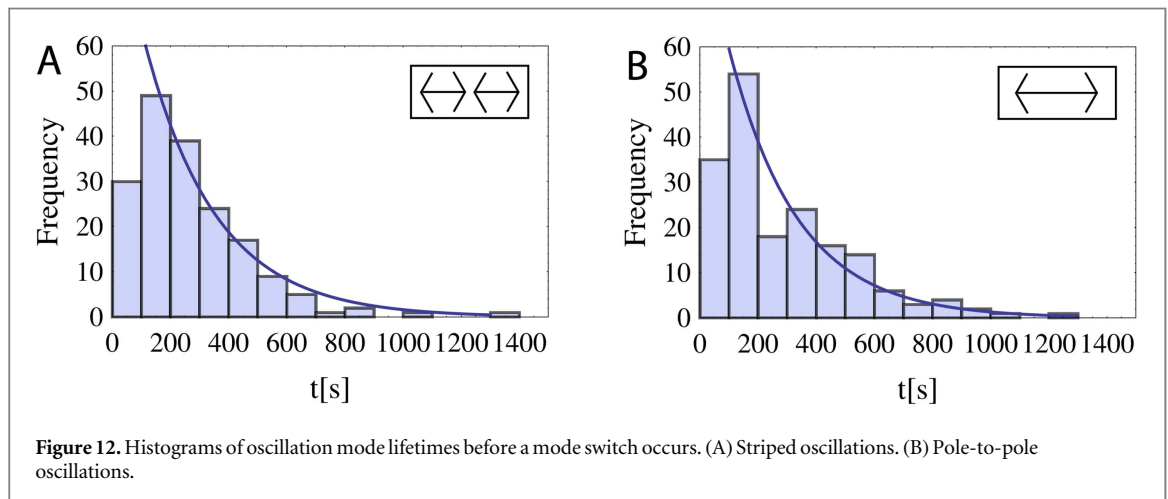 A
60
50
40
30
20
10
0
Frequency
0 200 400 600 800 1000 1200 1400
t[s]
B
60
50
40
30
20
10
0
Frequency
0 200 400 600 800 1000 1200 1400
t[s]
Figure 12. Histograms of oscillation mode lifetimes before a mode switch occurs. (A) Striped oscillations. (B) Pole-to-pole
oscillations.